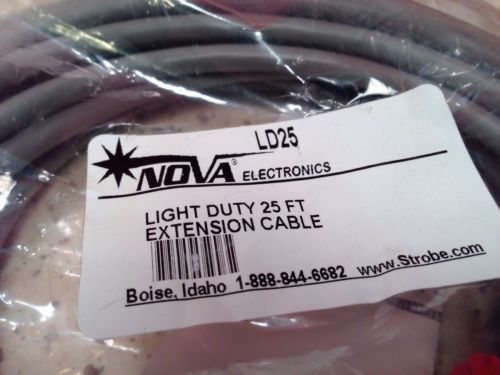 LD25
NOVA® ELECTRONICS
LIGHT DUTY 25 FT
EXTENSION CABLE
Boise, Idaho 1-888-844-6682 www.Strobe.com